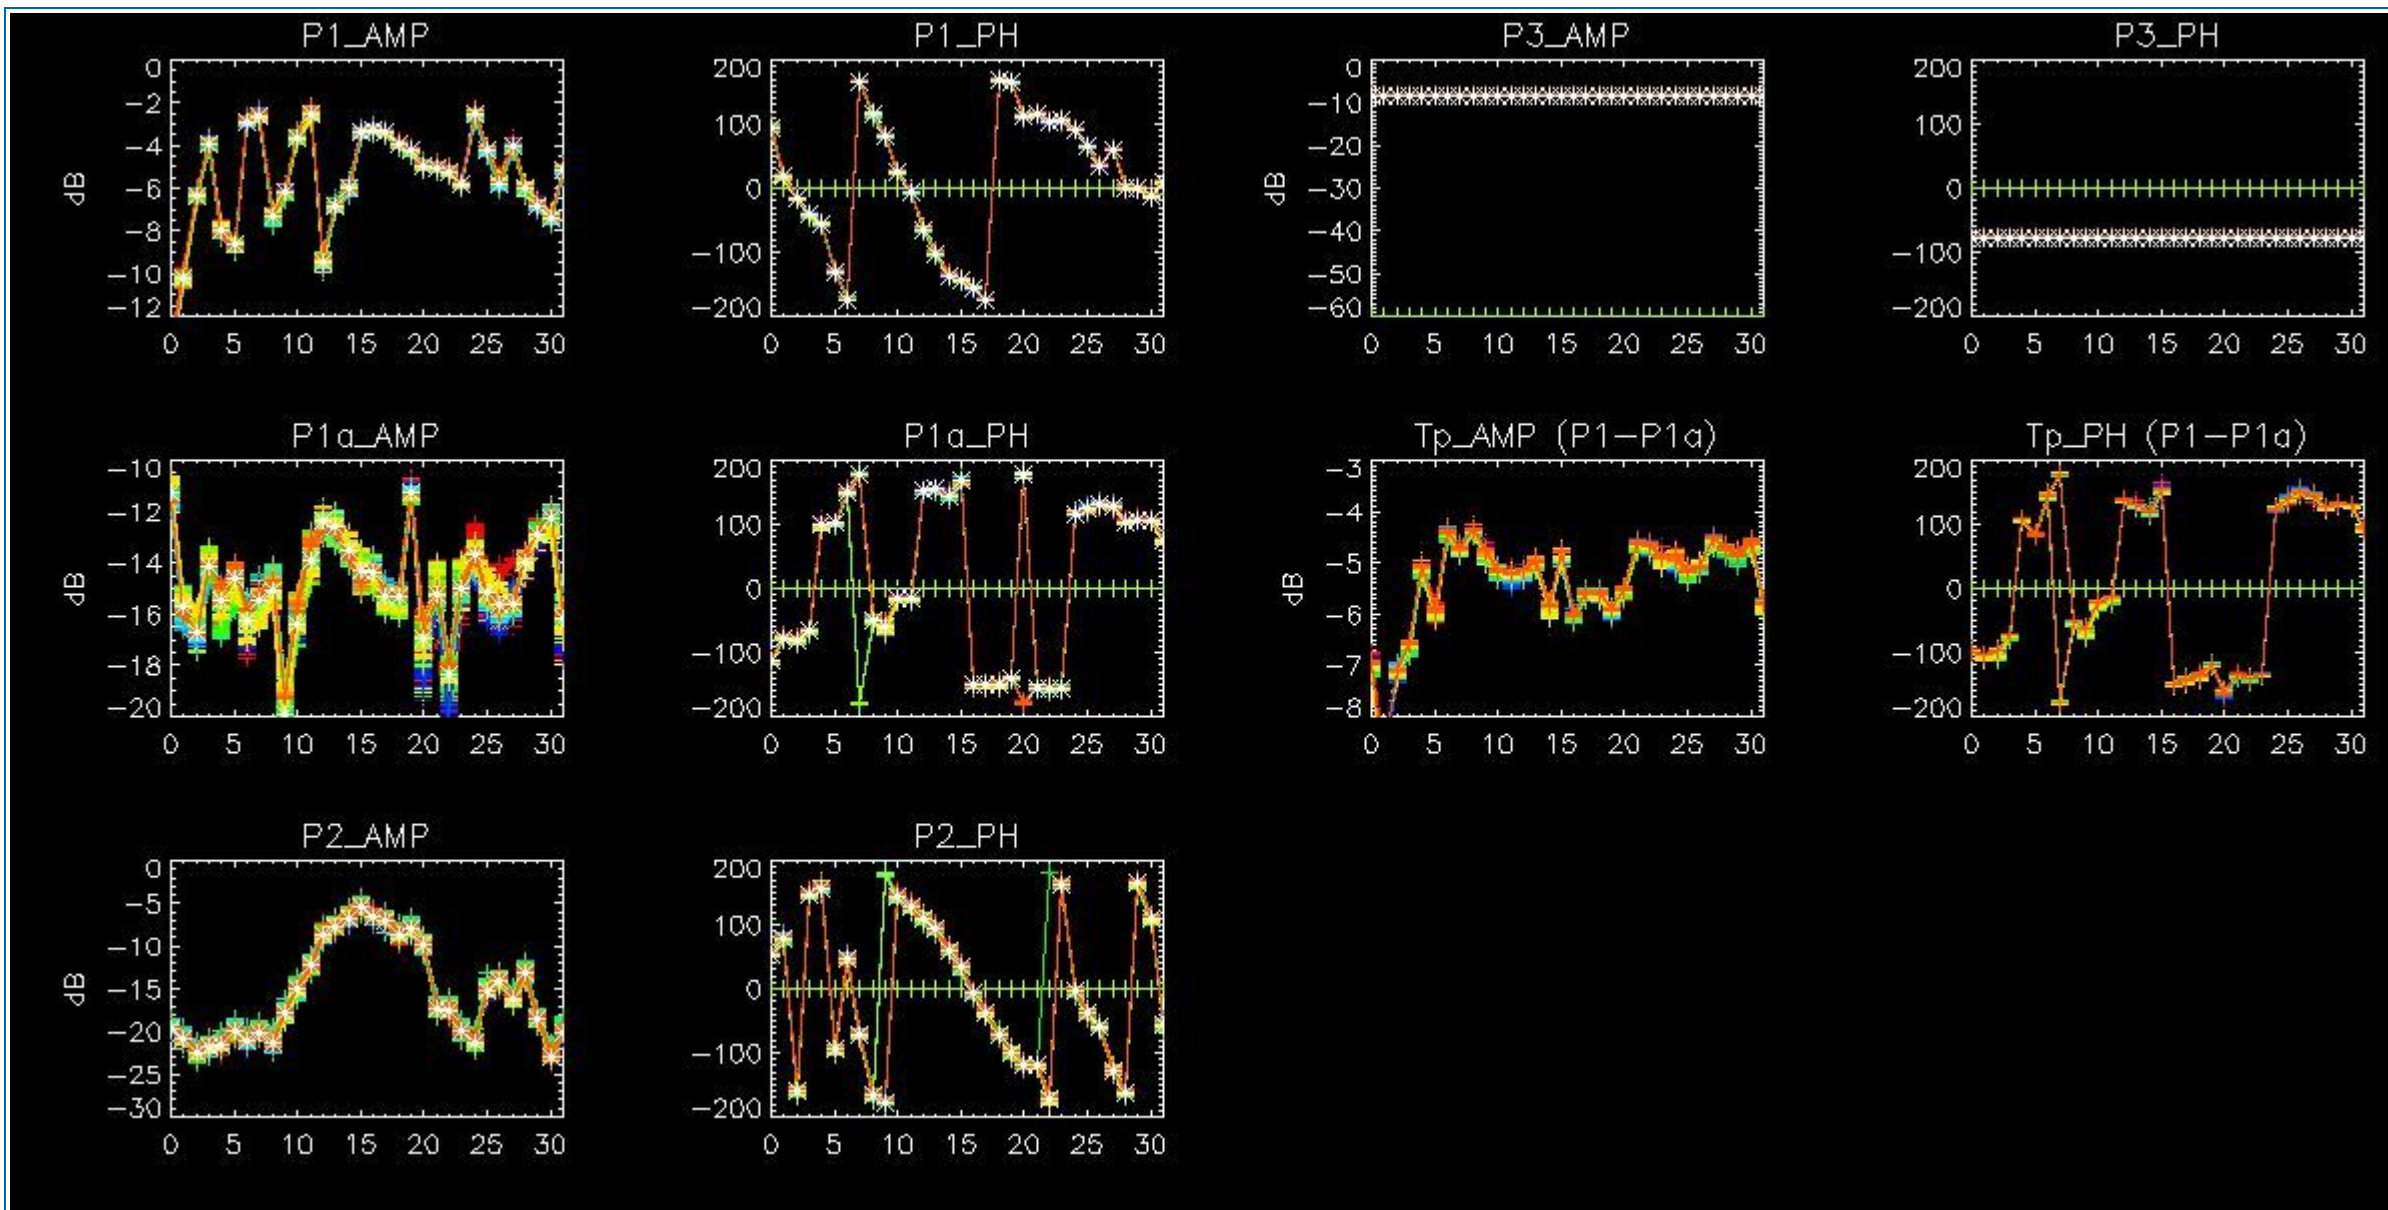 P1_AMP
P1_PH
P3_AMP
P3_PH
0
−2
−4
−6
−8
−10
−12
dB
0 5 10 15 20 25 30
200
100
0
−100
−200
0 5 10 15 20 25 30
0
−10
−20
−30
−40
−50
−60
dB
0 5 10 15 20 25 30
200
100
0
−100
−200
0 5 10 15 20 25 30
P1a_AMP
P1a_PH
Tp_AMP (P1−P1a)
Tp_PH (P1−P1a)
−10
−12
−14
−16
−18
−20
dB
0 5 10 15 20 25 30
200
100
0
−100
−200
0 5 10 15 20 25 30
−3
−4
−5
−6
−7
−8
dB
0 5 10 15 20 25 30
200
100
0
−100
−200
0 5 10 15 20 25 30
P2_AMP
P2_PH
0
−5
−10
−15
−20
−25
−30
dB
0 5 10 15 20 25 30
200
100
0
−100
−200
0 5 10 15 20 25 30